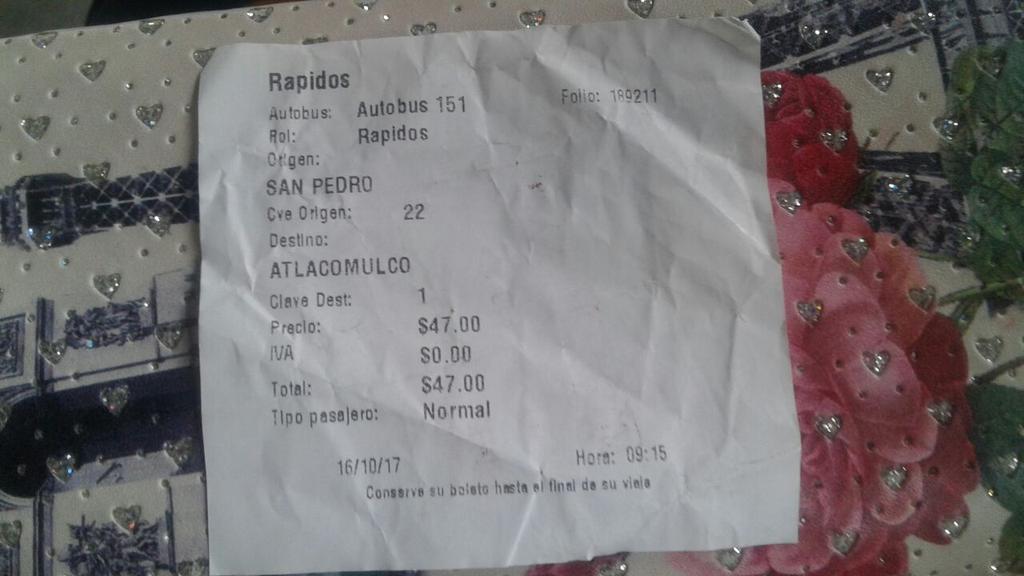 Rapidos
Autobus: Autobus 151 Folio: 189211
Rol: Rapidos
Origen:
SAN PEDRO
Cve Origen: 22
Destino:
ATLACOMULCO
Clave Dest: 1
Precio: $47.00
IVA $0.00
Total: $47.00
Tipo pasajero: Normal
16/10/17 Hora: 09:15
Conserve su boleto hasta el final de su viaje